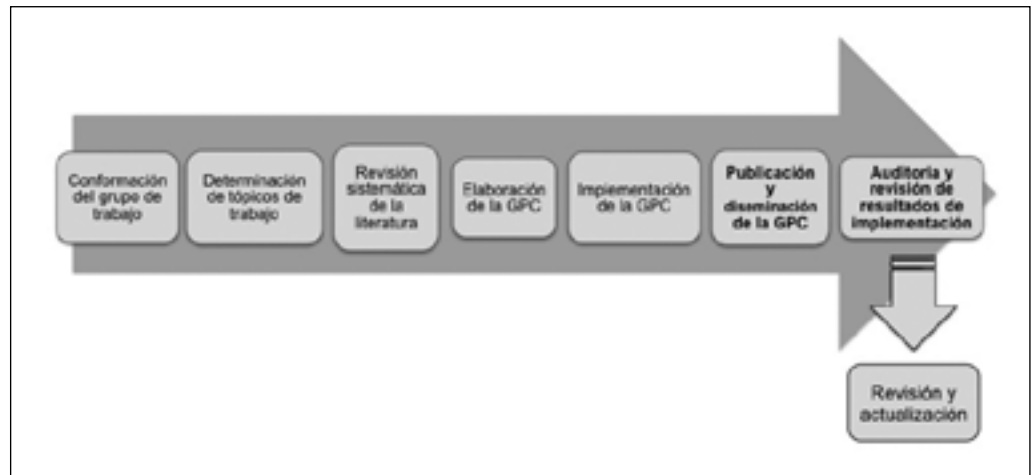 Conformación
del grupo de
trabajo
Determinación
de tópicos de
trabajo
Revisión
sistemática
de la
literatura
Elaboración
de la GPC
Implementación
de la GPC
Publicación
y
diseminación
de la GPC
Auditoria y
revisión de
resultados de
implementación
Revisión y
actualización